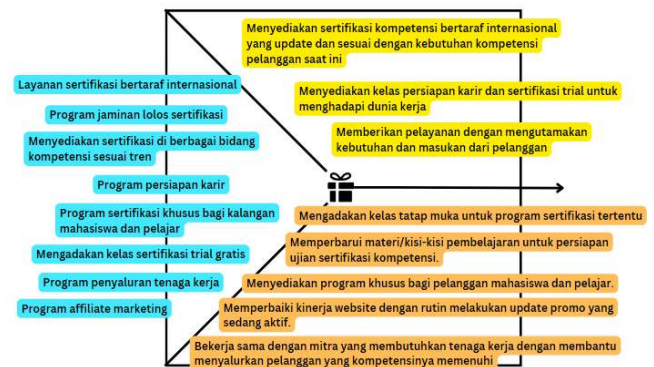 Menyediakan sertifikasi kompetensi bertaraf internasional
yang update dan sesuai dengan kebutuhan kompetensi
pelanggan saat ini
Menyediakan kelas persiapan karir dan sertifikasi trial untuk
menghadapi dunia kerja
Memberikan pelayanan dengan mengutamakan
kebutuhan dan masukan dari pelanggan
Layanan sertifikasi bertaraf internasional
Program jaminan lolos sertifikasi
Menyediakan sertifikasi di berbagai bidang
kompetensi sesuai tren
Program persiapan karir
Program sertifikasi khusus bagi kalangan
mahasiswa dan pelajar
Mengadakan kelas sertifikasi trial gratis
Program penyaluran tenaga kerja
Program affiliate marketing
Mengadakan kelas tatap muka untuk program sertifikasi tertentu
Memperbarui materi/kisi-kisi pembelajaran untuk persiapan
ujian sertifikasi kompetensi.
Menyediakan program khusus bagi pelanggan mahasiswa dan pelajar.
Memperbaiki kinerja website dengan rutin melakukan update promo yang
sedang aktif.
Bekerja sama dengan mitra yang membutuhkan tenaga kerja dengan membantu
menyalurkan pelanggan yang kompetensinya memenuhi